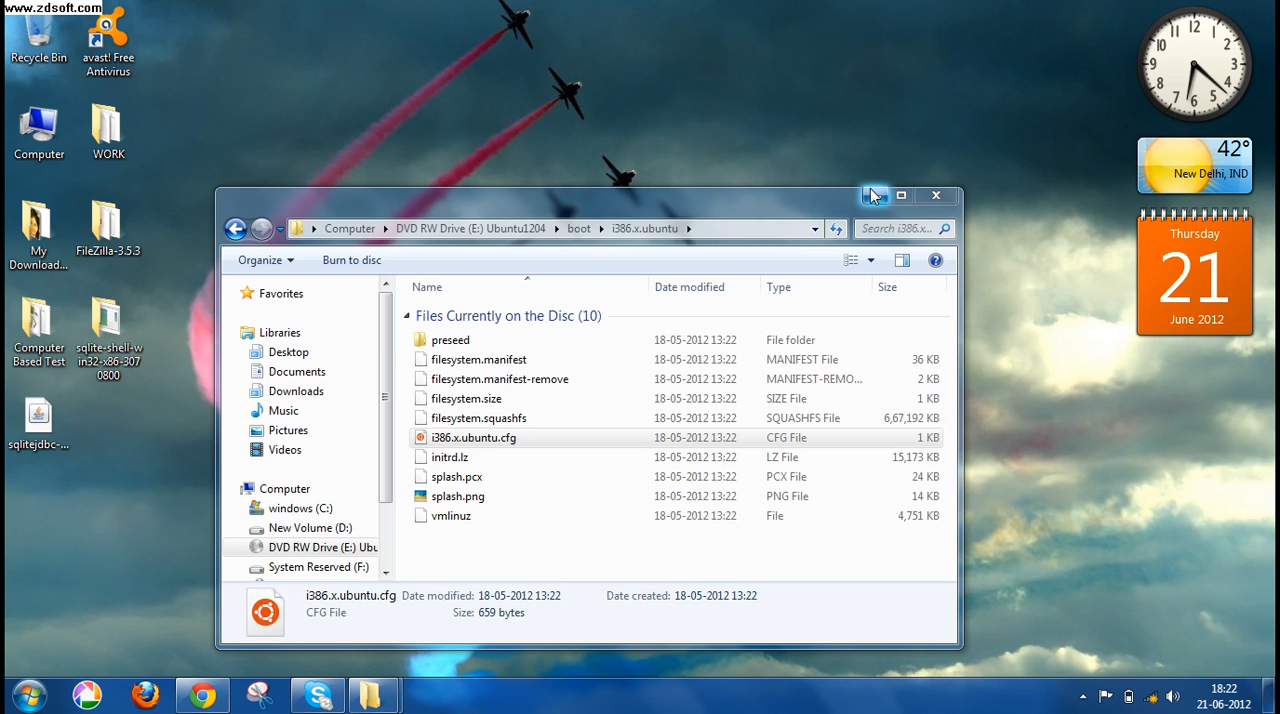 www.zdsoft.com
Recycle Bin
avast! Free
Antivirus
Computer
WORK
My
Download...
FileZilla-3.5.3
Computer
Based Test
sqlite-shell-w
in32-x86-307
0800
sqlitejdbc-...
12
11 1
10 2
9 3
8 4
7 5
6
42°
New Delhi, IND
Thursday
21
June 2012
Computer DVD RW Drive (E:) Ubuntu1204 boot i386.x.ubuntu
Search i386.x...
Organize Burn to disc
Favorites
Libraries
Desktop
Documents
Downloads
Music
Pictures
Videos
Computer
windows (C:)
New Volume (D:)
DVD RW Drive (E:) Ubu
System Reserved (F:)
Name Date modified Type Size
Files Currently on the Disc (10)
preseed 18-05-2012 13:22 File folder
filesystem.manifest 18-05-2012 13:22 MANIFEST File 36 KB
filesystem.manifest-remove 18-05-2012 13:22 MANIFEST-REMO... 2 KB
filesystem.size 18-05-2012 13:22 SIZE File 1 KB
filesystem.squashfs 18-05-2012 13:22 SQUASHFS File 6,67,192 KB
i386.x.ubuntu.cfg 18-05-2012 13:22 CFG File 1 KB
initrd.lz 18-05-2012 13:22 LZ File 15,173 KB
splash.pcx 18-05-2012 13:22 PCX File 24 KB
splash.png 18-05-2012 13:22 PNG File 14 KB
vmlinuz 18-05-2012 13:22 File 4,751 KB
i386.x.ubuntu.cfg Date modified: 18-05-2012 13:22 Date created: 18-05-2012 13:22
CFG File Size: 659 bytes
18:22
21-06-2012